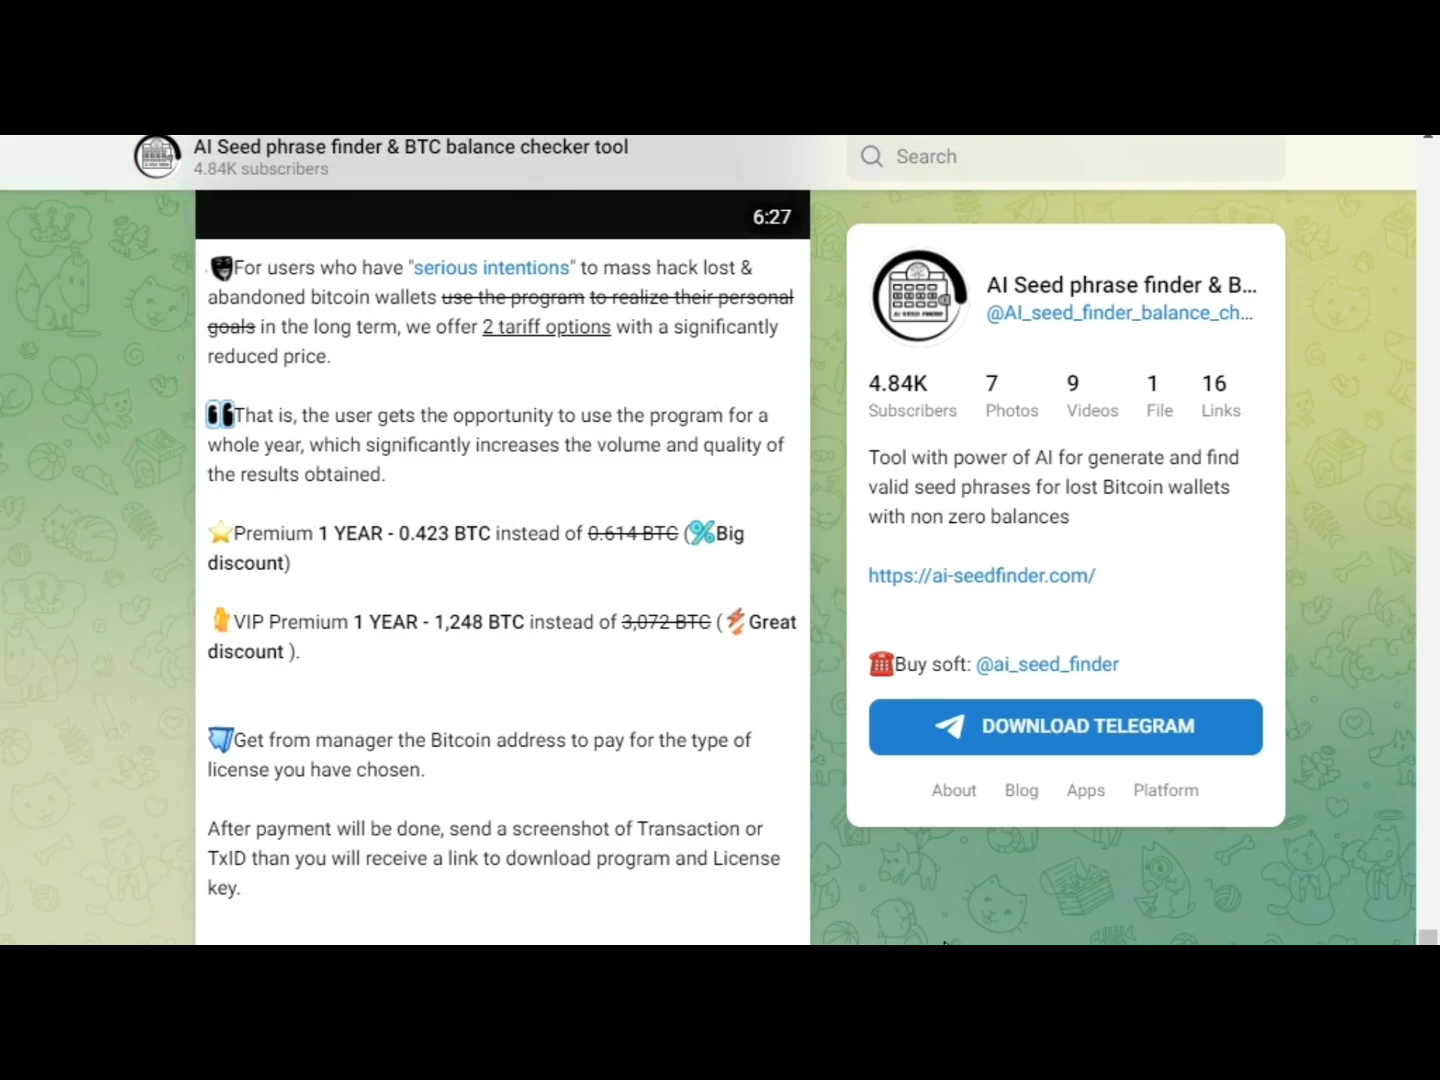 AI Seed phrase finder & BTC balance checker tool
4.84K subscribers
Search
6:27
For users who have "serious intentions" to mass hack lost &
abandoned bitcoin wallets use the program to realize their personal
goals in the long term, we offer 2 tariff options with a significantly
reduced price.
That is, the user gets the opportunity to use the program for a
whole year, which significantly increases the volume and quality of
the results obtained.
Premium 1 YEAR - 0.423 BTC instead of 0.614 BTC (Big
discount)
VIP Premium 1 YEAR - 1,248 BTC instead of 3,072 BTC ( Great
discount ).
Get from manager the Bitcoin address to pay for the type of
license you have chosen.
After payment will be done, send a screenshot of Transaction or
TxID than you will receive a link to download program and License
key.
AI Seed phrase finder & B...
@AI_seed_finder_balance_ch...
4.84K 7 9 1 16
Subscribers Photos Videos File Links
Tool with power of AI for generate and find
valid seed phrases for lost Bitcoin wallets
with non zero balances
https://ai-seedfinder.com/
Buy soft: @ai_seed_finder
DOWNLOAD TELEGRAM
About Blog Apps Platform